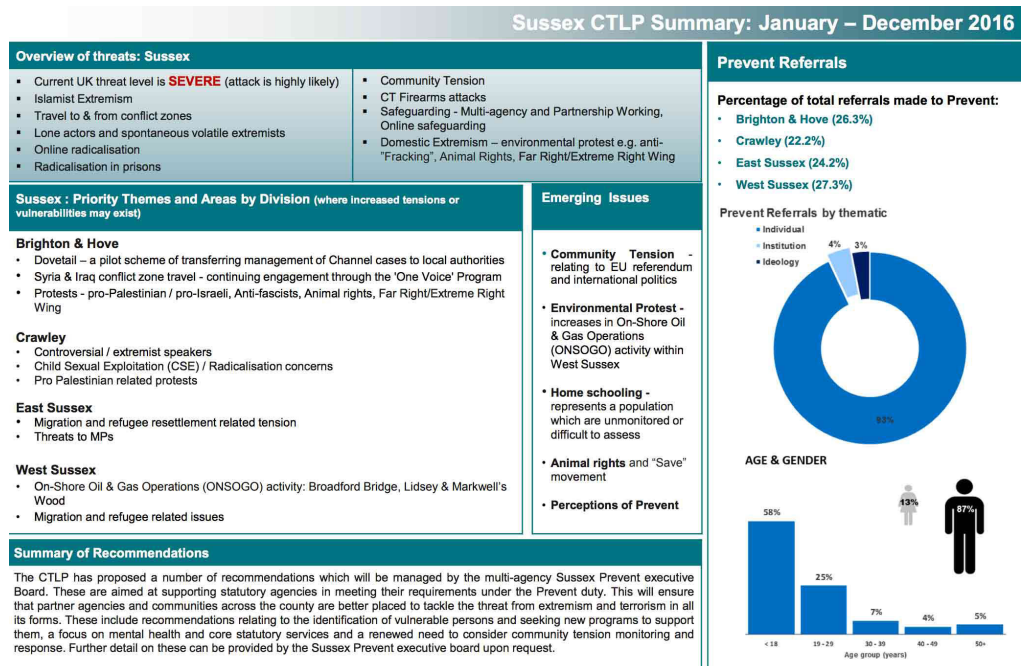 Sussex CTLP Summary: January – December 2016
Overview of threats: Sussex
▪ Current UK threat level is SEVERE (attack is highly likely)
▪ Islamist Extremism
▪ Travel to & from conflict zones
▪ Lone actors and spontaneous volatile extremists
▪ Online radicalisation
▪ Radicalisation in prisons
▪ Community Tension
▪ CT Firearms attacks
▪ Safeguarding - Multi-agency and Partnership Working,
Online safeguarding
▪ Domestic Extremism – environmental protest e.g. anti-
"Fracking", Animal Rights, Far Right/Extreme Right Wing
Sussex : Priority Themes and Areas by Division (where increased tensions or
vulnerabilities may exist)
Brighton & Hove
• Dovetail – a pilot scheme of transferring management of Channel cases to local authorities
• Syria & Iraq conflict zone travel - continuing engagement through the 'One Voice' Program
• Protests - pro-Palestinian / pro-Israeli, Anti-fascists, Animal rights, Far Right/Extreme Right
Wing
Crawley
• Controversial / extremist speakers
• Child Sexual Exploitation (CSE) / Radicalisation concerns
• Pro Palestinian related protests
East Sussex
• Migration and refugee resettlement related tension
• Threats to MPs
West Sussex
• On-Shore Oil & Gas Operations (ONSOGO) activity: Broadford Bridge, Lidsey & Markwell's
Wood
• Migration and refugee related issues
Emerging Issues
• Community Tension -
relating to EU referendum
and international politics
• Environmental Protest -
increases in On-Shore Oil
& Gas Operations
(ONSOGO) activity within
West Sussex
• Home schooling -
represents a population
which are unmonitored or
difficult to assess
• Animal rights and "Save"
movement
• Perceptions of Prevent
Summary of Recommendations
The CTLP has proposed a number of recommendations which will be managed by the multi-agency Sussex Prevent executive
Board. These are aimed at supporting statutory agencies in meeting their requirements under the Prevent duty. This will ensure
that partner agencies and communities across the county are better placed to tackle the threat from extremism and terrorism in all
its forms. These include recommendations relating to the identification of vulnerable persons and seeking new programs to support
them, a focus on mental health and core statutory services and a renewed need to consider community tension monitoring and
response. Further detail on these can be provided by the Sussex Prevent executive board upon request.
Prevent Referrals
Percentage of total referrals made to Prevent:
• Brighton & Hove (26.3%)
• Crawley (22.2%)
• East Sussex (24.2%)
• West Sussex (27.3%)
Prevent Referrals by thematic
▪ Individual
▪ Institution
▪ Ideology
4% 3%
93%
AGE & GENDER
13%
87%
58%
25%
7%
4%
5%
< 18 19 - 29 30 - 39 40 - 49 50+
Age group (years)